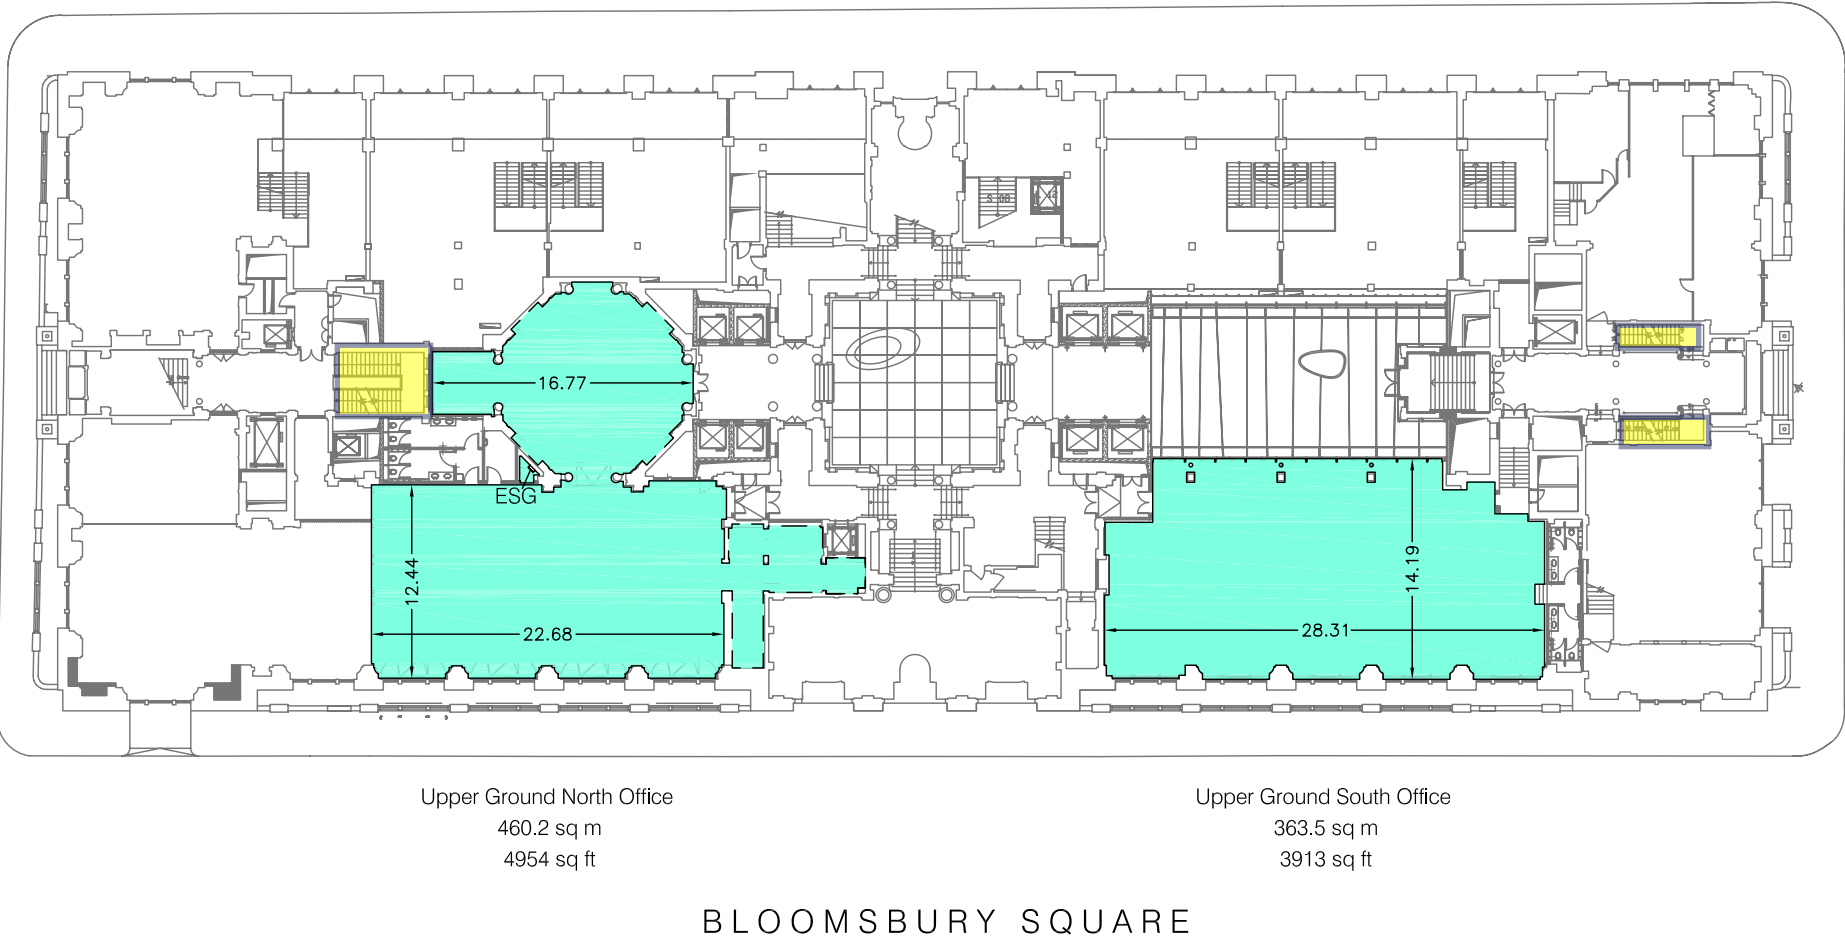 16.77
ESG
12.44
22.68
14.19
28.31
Upper Ground North Office
460.2 sq m
4954 sq ft
Upper Ground South Office
363.5 sq m
3913 sq ft
BLOOMSBURY SQUARE